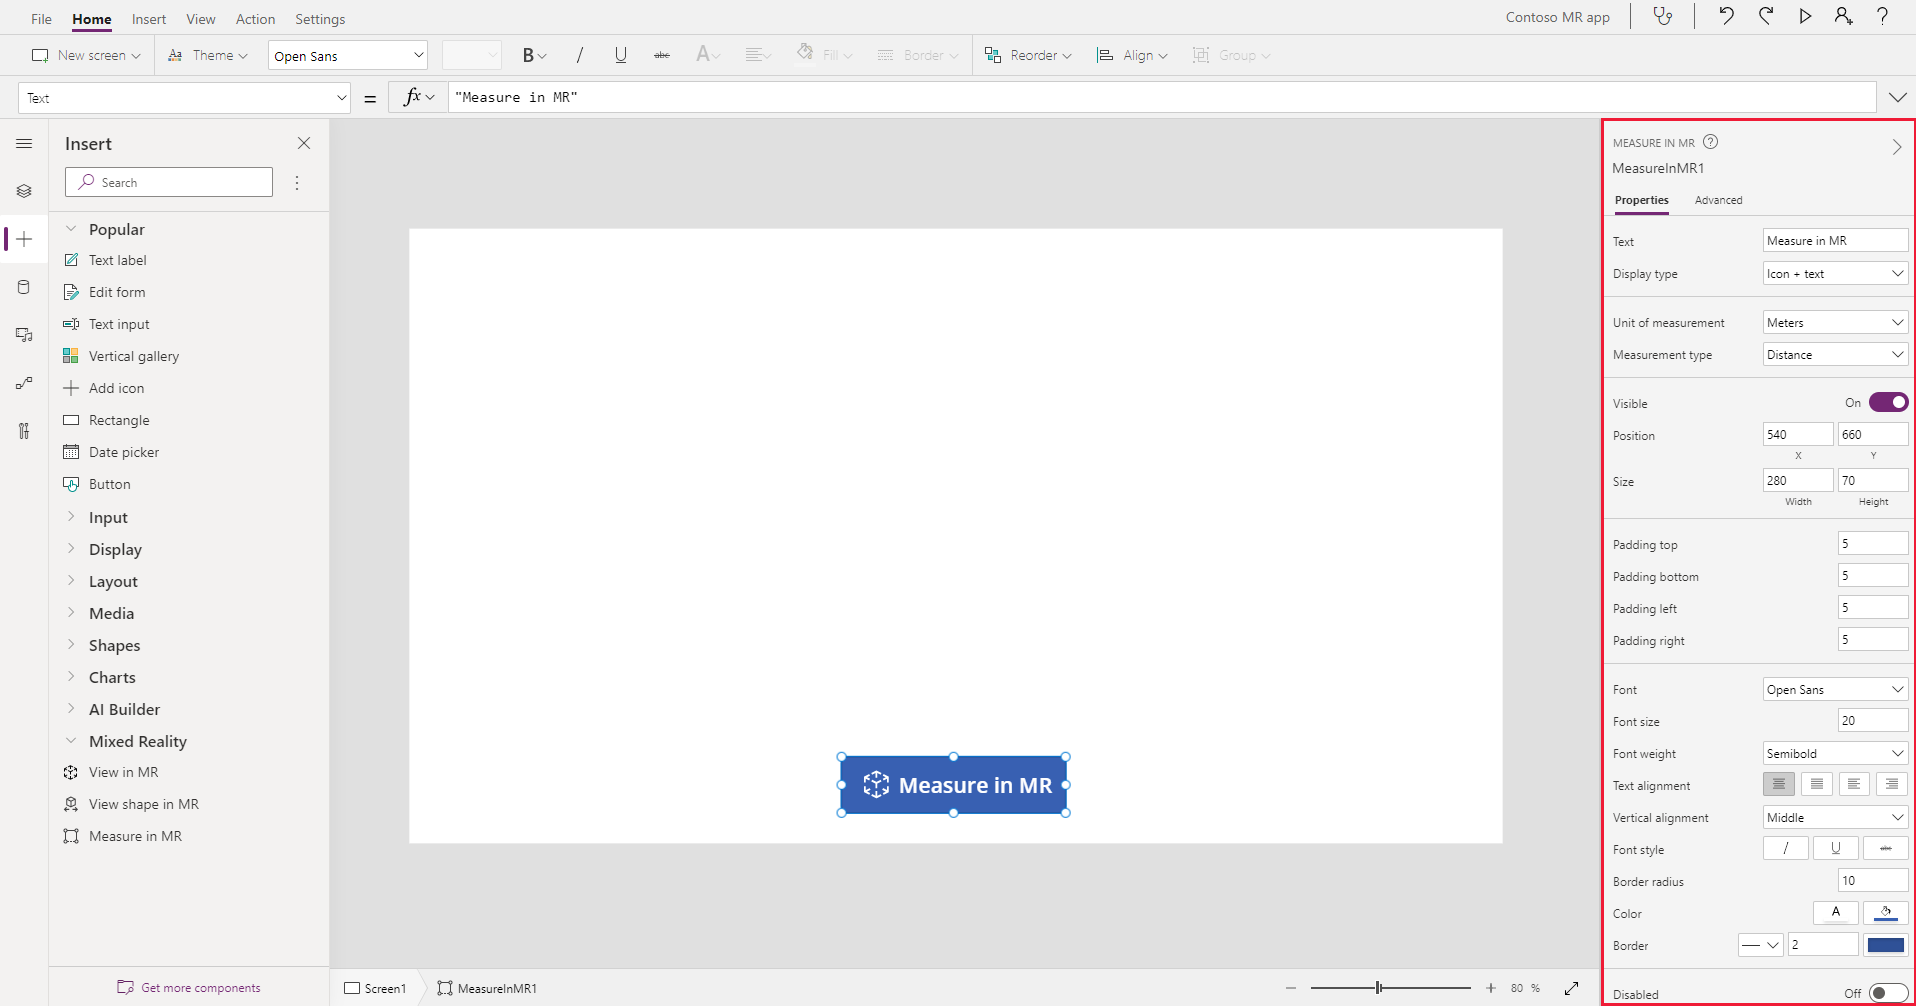 File Home Insert View Action Settings Contoso MR app
New screen Theme Open Sans B / U abc A Fill Border Reorder Align Group
Text = fx "Measure in MR"
Insert
Search
Popular
Text label
Edit form
Text input
Vertical gallery
Add icon
Rectangle
Date picker
Button
Input
Display
Layout
Media
Shapes
Charts
AI Builder
Mixed Reality
View in MR
View shape in MR
Measure in MR
Get more components
Measure in MR
Screen1 MeasureInMR1 80 %
MEASURE IN MR ?
MeasureInMR1
Properties Advanced
Text Measure in MR
Display type Icon + text
Unit of measurement Meters
Measurement type Distance
Visible On
Position 540 660
X Y
Size 280 70
Width Height
Padding top 5
Padding bottom 5
Padding left 5
Padding right 5
Font Open Sans
Font size 20
Font weight Semibold
Text alignment
Vertical alignment Middle
Font style / U abc
Border radius 10
Color A
Border 2
Disabled Off